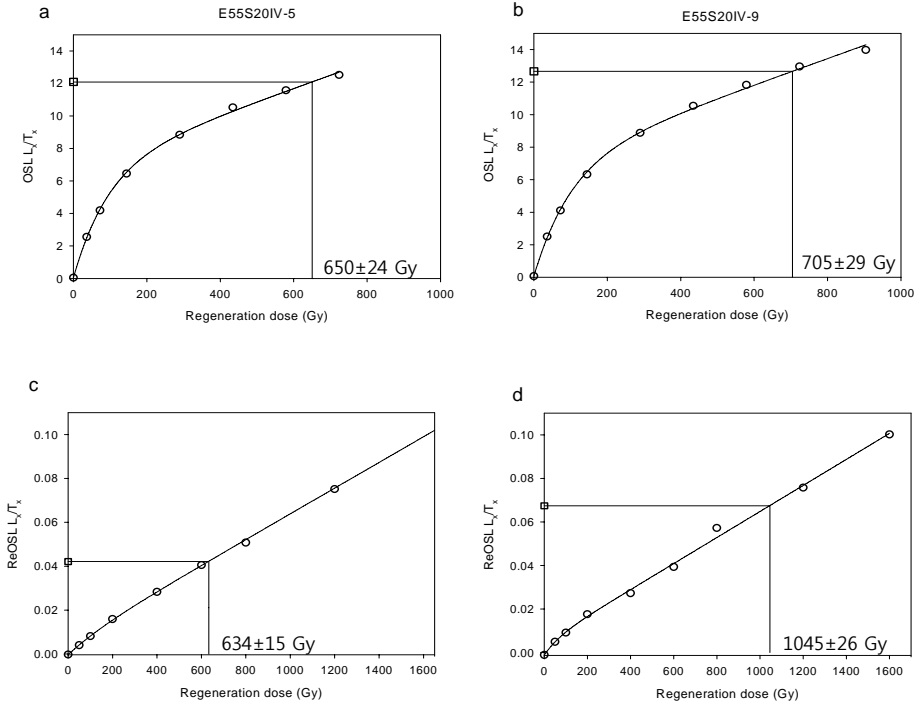 a
E55S20IV-5
OSL Lx/Tx
14
12
10
8
6
4
2
0
650±24 Gy
0 200 400 600 800 1000
Regeneration dose (Gy)
b
E55S20IV-9
OSL Lx/Tx
14
12
10
8
6
4
2
0
705±29 Gy
0 200 400 600 800 1000
Regeneration dose (Gy)
c
ReOSL Lx/Tx
0.10
0.08
0.06
0.04
0.02
0.00
634±15 Gy
0 200 400 600 800 1000 1200 1400 1600
Regeneration dose (Gy)
d
ReOSL Lx/Tx
0.10
0.08
0.06
0.04
0.02
0.00
1045±26 Gy
0 200 400 600 800 1000 1200 1400 1600
Regeneration dose (Gy)